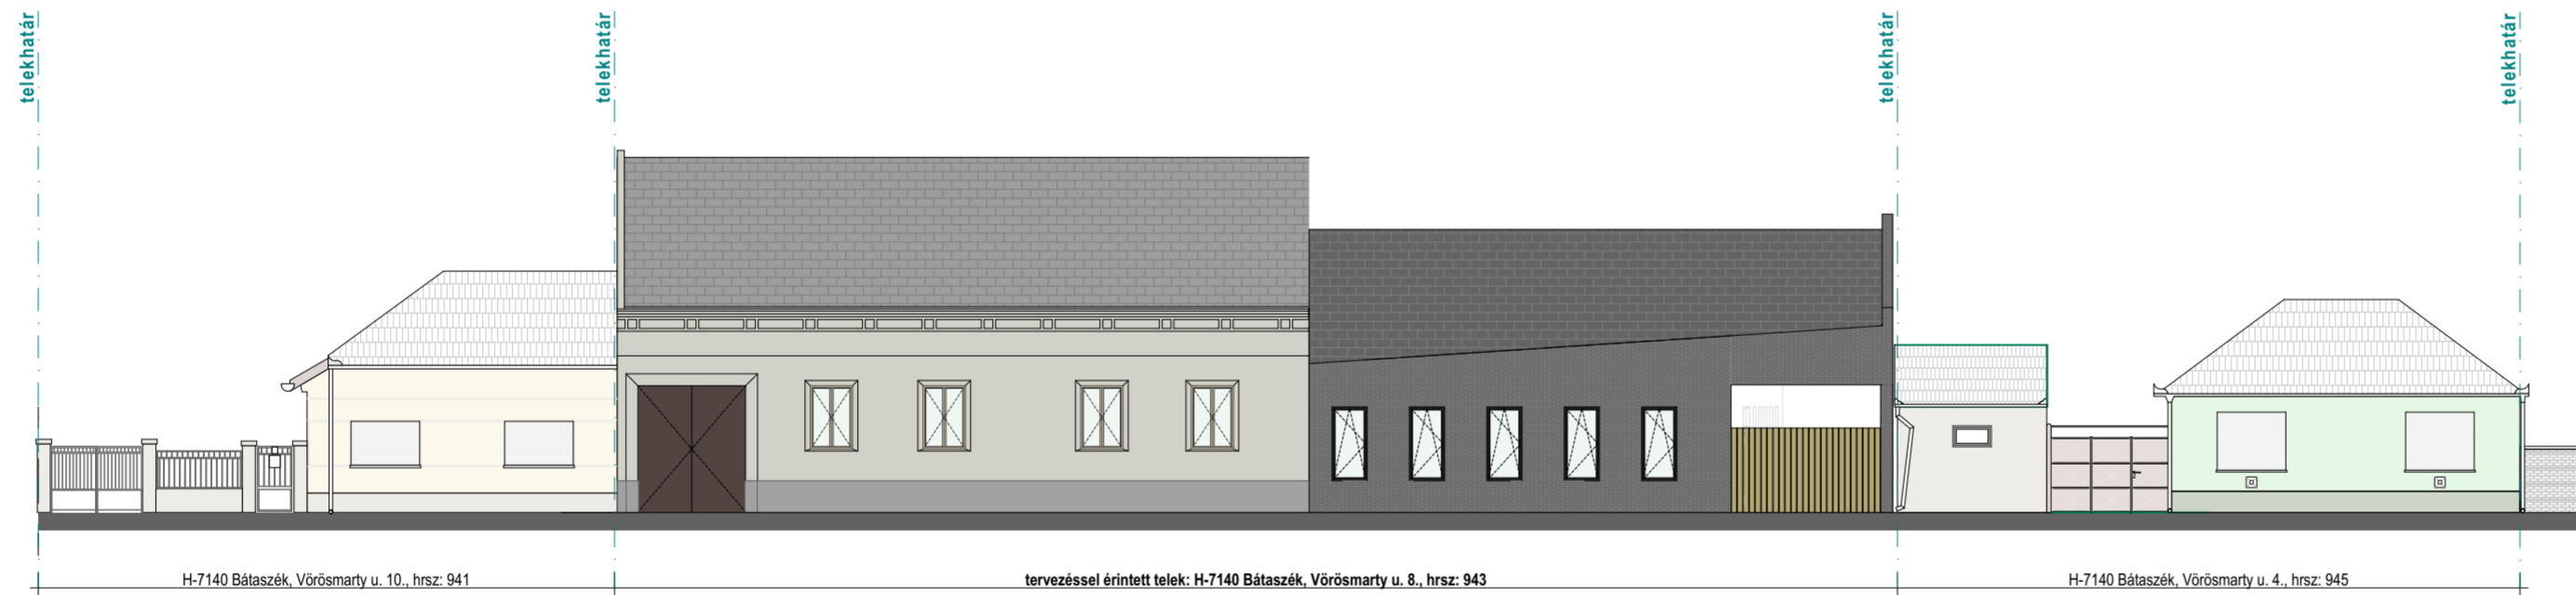 telekhatár
telekhatár
telekhatár
telekhatár
H-7140 Bátaszék, Vörösmarty u. 10., hrsz: 941
tervezéssel érintett telek: H-7140 Bátaszék, Vörösmarty u. 8., hrsz: 943
H-7140 Bátaszék, Vörösmarty u. 4., hrsz: 945